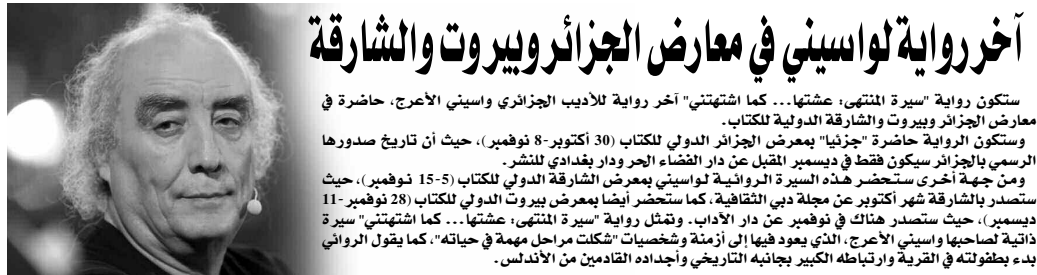 آخر رواية لواسيني في معارض الجزائر وبيروت والشارقة
ستكون رواية "سيرة المنتهى: عشتها... كما اشتهتني" آخر رواية للأديب الجزائري واسيني الأعرج، حاضرة في
معارض الجزائر وبيروت والشارقة الدولية للكتاب.
وستكون الرواية حاضرة "جزئيا" بمعرض الجزائر الدولي للكتاب (30 أكتوبر-8 نوفمبر)، حيث أن تاريخ صدورها
الرسمي بالجزائر سيكون فقط في ديسمبر المقبل عن دار الفضاء الحر ودار بغدادي للنشر.
ومن جهة أخرى ستحضر هذه السيرة الروائية لواسيني بمعرض الشارقة الدولي للكتاب (5-15 نوفمبر)، حيث
ستصدر بالشارقة شهر أكتوبر عن مجلة دبي الثقافية، كما ستحضر أيضا بمعرض بيروت الدولي للكتاب (28 نوفمبر-11
ديسمبر)، حيث ستصدر هناك في نوفمبر عن دار الآداب. وتمثل رواية "سيرة المنتهى: عشتها... كما اشتهتني" سيرة
ذاتية لصاحبها واسيني الأعرج، الذي يعود فيها إلى أزمنة وشخصيات "شكلت مراحل مهمة في حياته"، كما يقول الروائي
بدء بطفولته في القرية وارتباطه الكبير بجانبه التاريخي وأجداده القادمين من الأندلس.